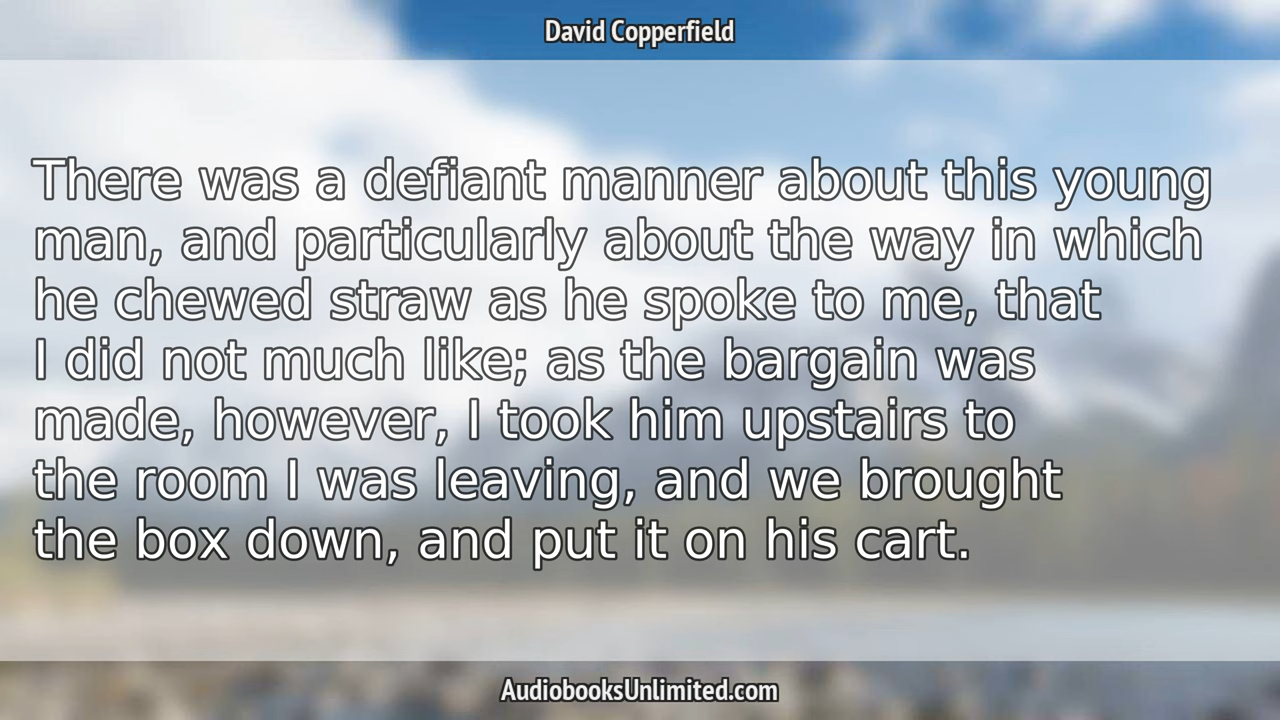 David Copperfield
There was a defiant manner about this young
man, and particularly about the way in which
he chewed straw as he spoke to me, that
I did not much like; as the bargain was
made, however, I took him upstairs to
the room I was leaving, and we brought
the box down, and put it on his cart.
AudiobooksUnlimited.com